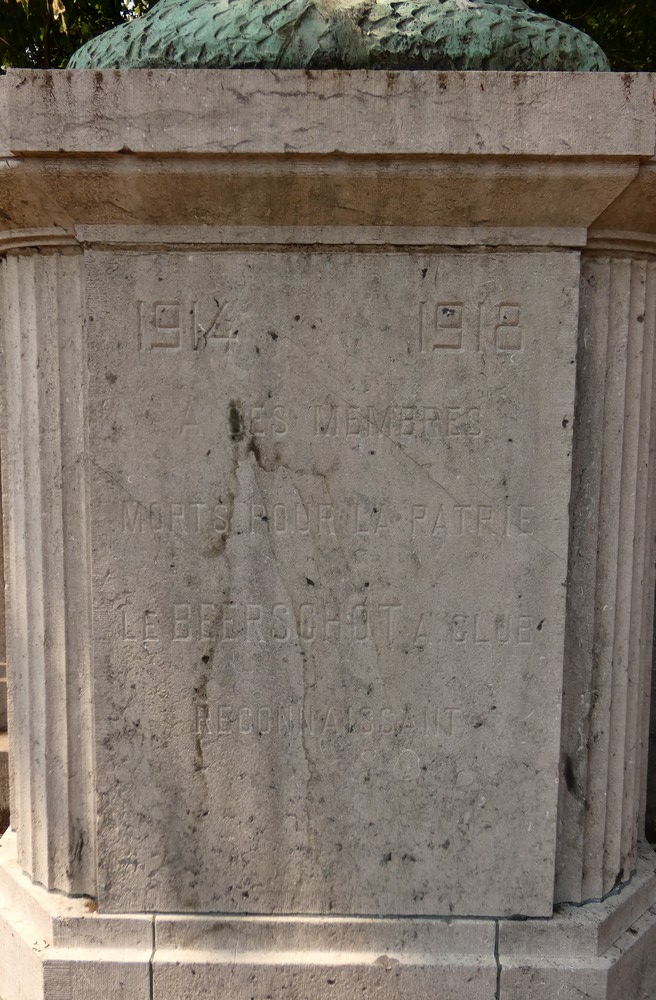 1914 1918
A SES MEMBRES
MORTS POUR LA PATRIE
LE BEERSCHOT A. CLUB
RECONNAISSANT